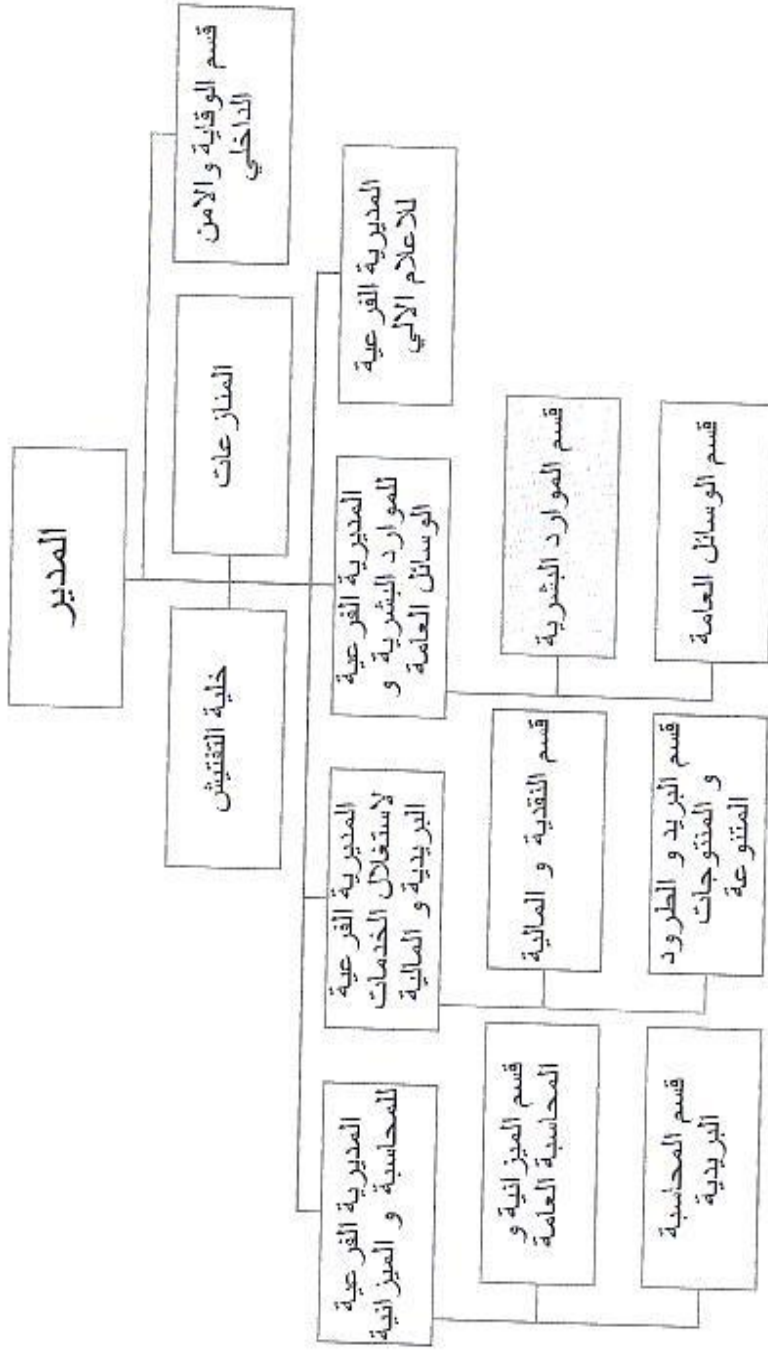 المدير
قسم الوقاية و الامن
الداخلي
المنازعات
خلية التفتيش
المديرية الفرعية
للاعلام الالي
المديرية الفرعية
للموارد البشرية و
الوسائل العامة
المديرية الفرعية
لاستغلال الخدمات
البريدية و المالية
المديرية الفرعية
للمحاسبة و الميزانية
قسم الموارد البشرية
قسم النقدية و المالية
قسم الميزانية و
المحاسبة العامة
قسم الوسائل العامة
قسم البريد و الطرود
و المنتوجات
المتنوعة
قسم المحاسبة
البريدية